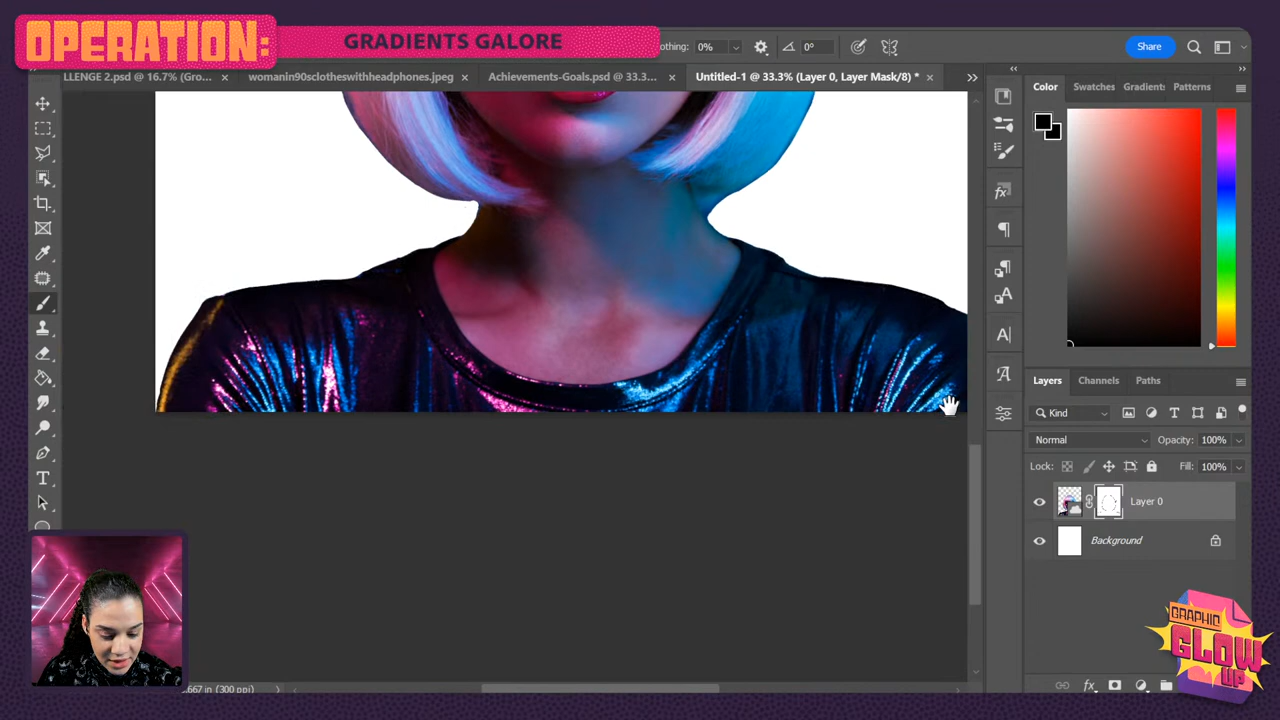 OPERATION:
GRADIENTS GALORE
othing: 0%
0°
Share
LLENGE 2.psd @ 16.7% (Gro...
womanin90sclotheswithheadphones.jpeg
Achievements-Goals.psd @ 33.3...
Untitled-1 @ 33.3% (Layer 0, Layer Mask/8) *
Color
Swatches
Gradient
Patterns
Layers
Channels
Paths
Kind
Normal
Opacity: 100%
Lock:
Fill: 100%
Layer 0
Background
.667 in (300 ppi)
fx
GRAPHIC
GLOW
UP